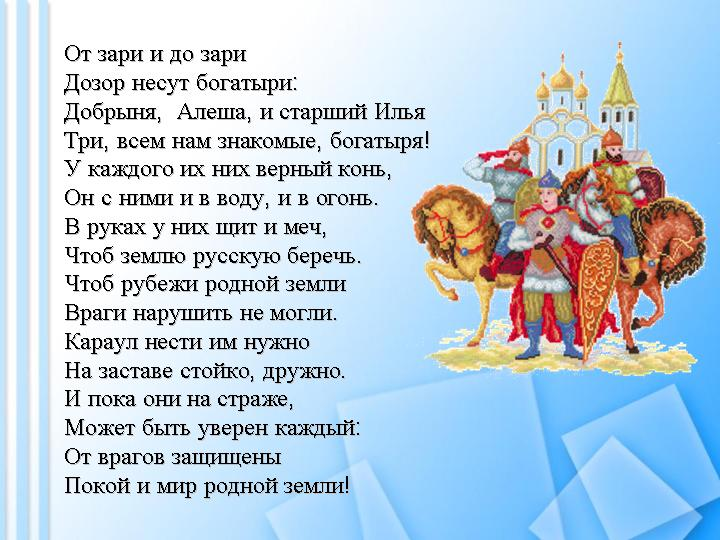 От зари и до зари
Дозор несут богатыри:
Добрыня, Алеша, и старший Илья
Три, всем нам знакомые, богатыря!
У каждого их них верный конь,
Он с ними и в воду, и в огонь.
В руках у них щит и меч,
Чтоб землю русскую беречь.
Чтоб рубежи родной земли
Враги нарушить не могли.
Караул нести им нужно
На заставе стойко, дружно.
И пока они на страже,
Может быть уверен каждый:
От врагов защищены
Покой и мир родной земли!